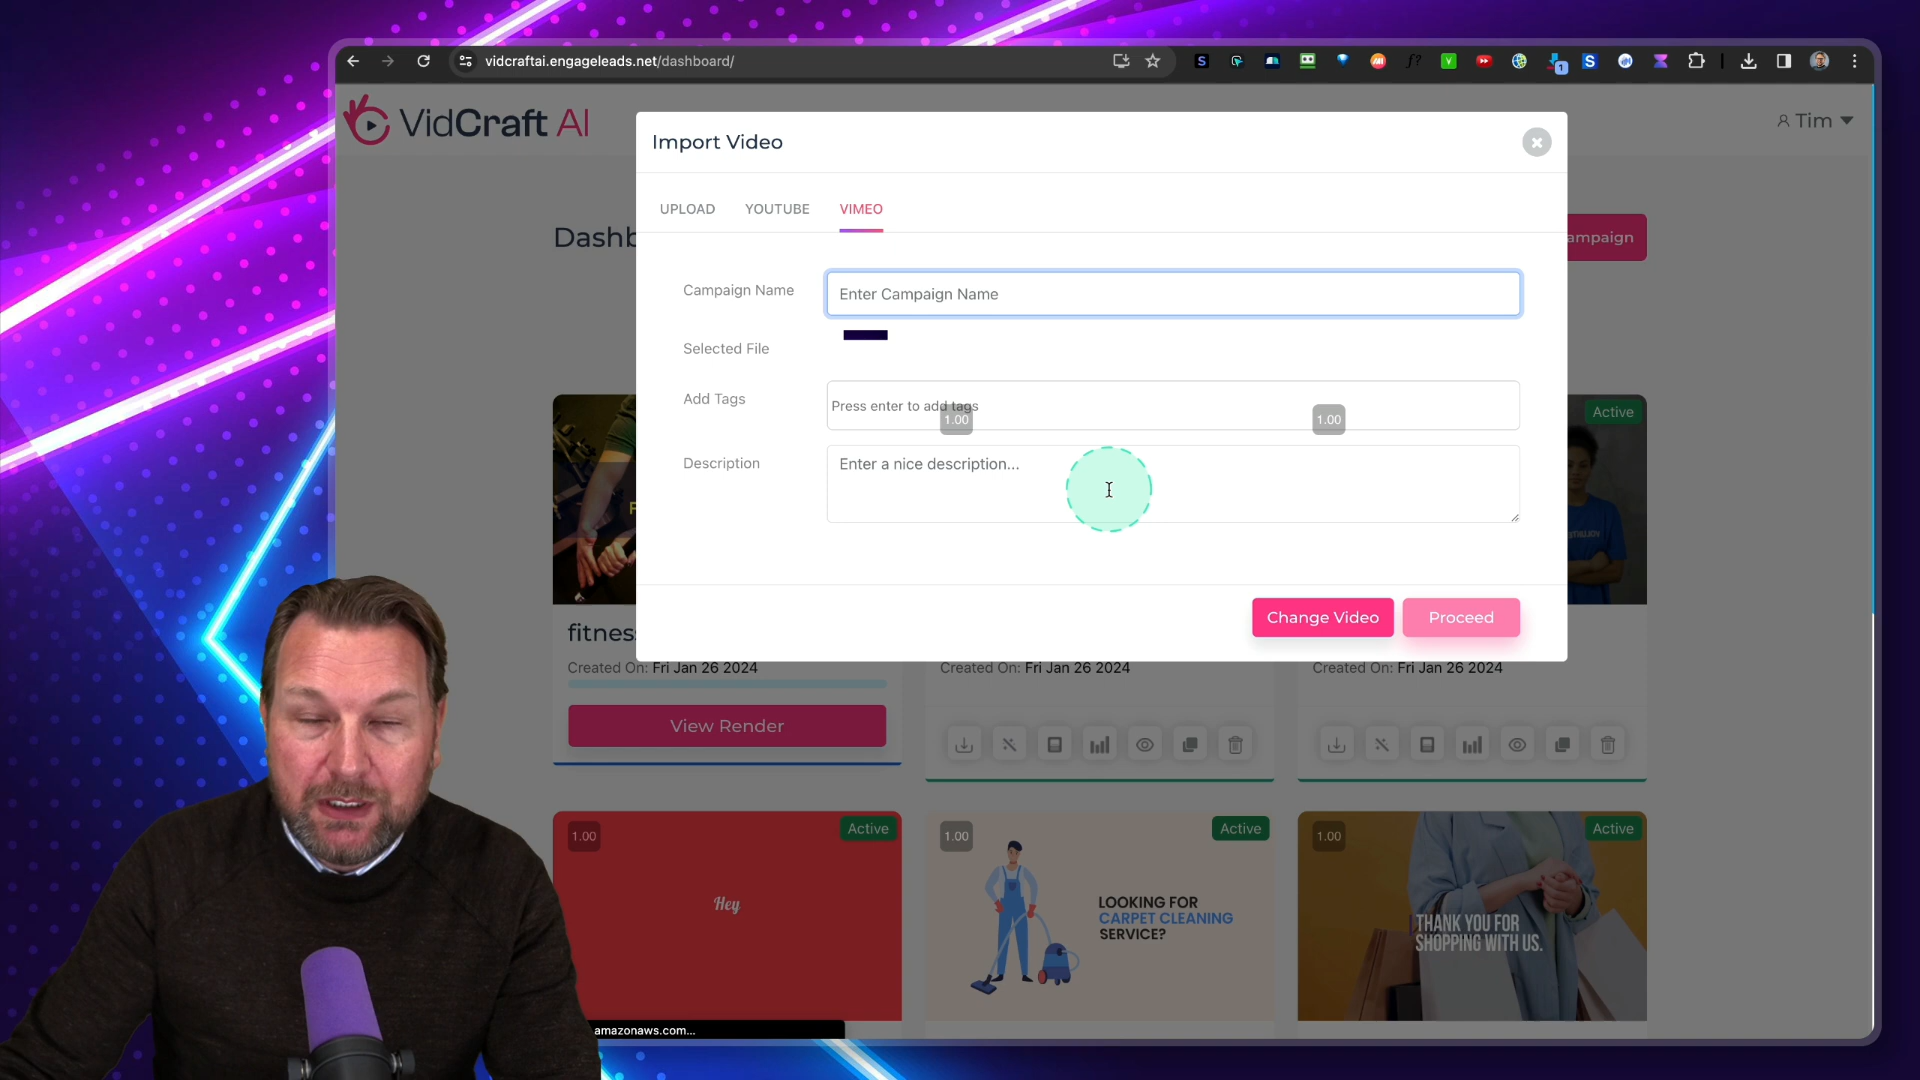 vidcraftai.engageleads.net/dashboard/
VidCraft AI
Tim
Import Video
UPLOAD
YOUTUBE
VIMEO
Dashb
ampaign
Campaign Name
Enter Campaign Name
Selected File
Add Tags
Press enter to add tags
1.00
1.00
Active
Description
Enter a nice description...
Change Video
Proceed
fitnes
Created On: Fri Jan 26 2024
Created On: Fri Jan 26 2024
Created On: Fri Jan 26 2024
View Render
1.00
Active
Hey
1.00
Active
LOOKING FOR
CARPET CLEANING
SERVICE?
1.00
Active
THANK YOU FOR
SHOPPING WITH US.
amazonaws.com...